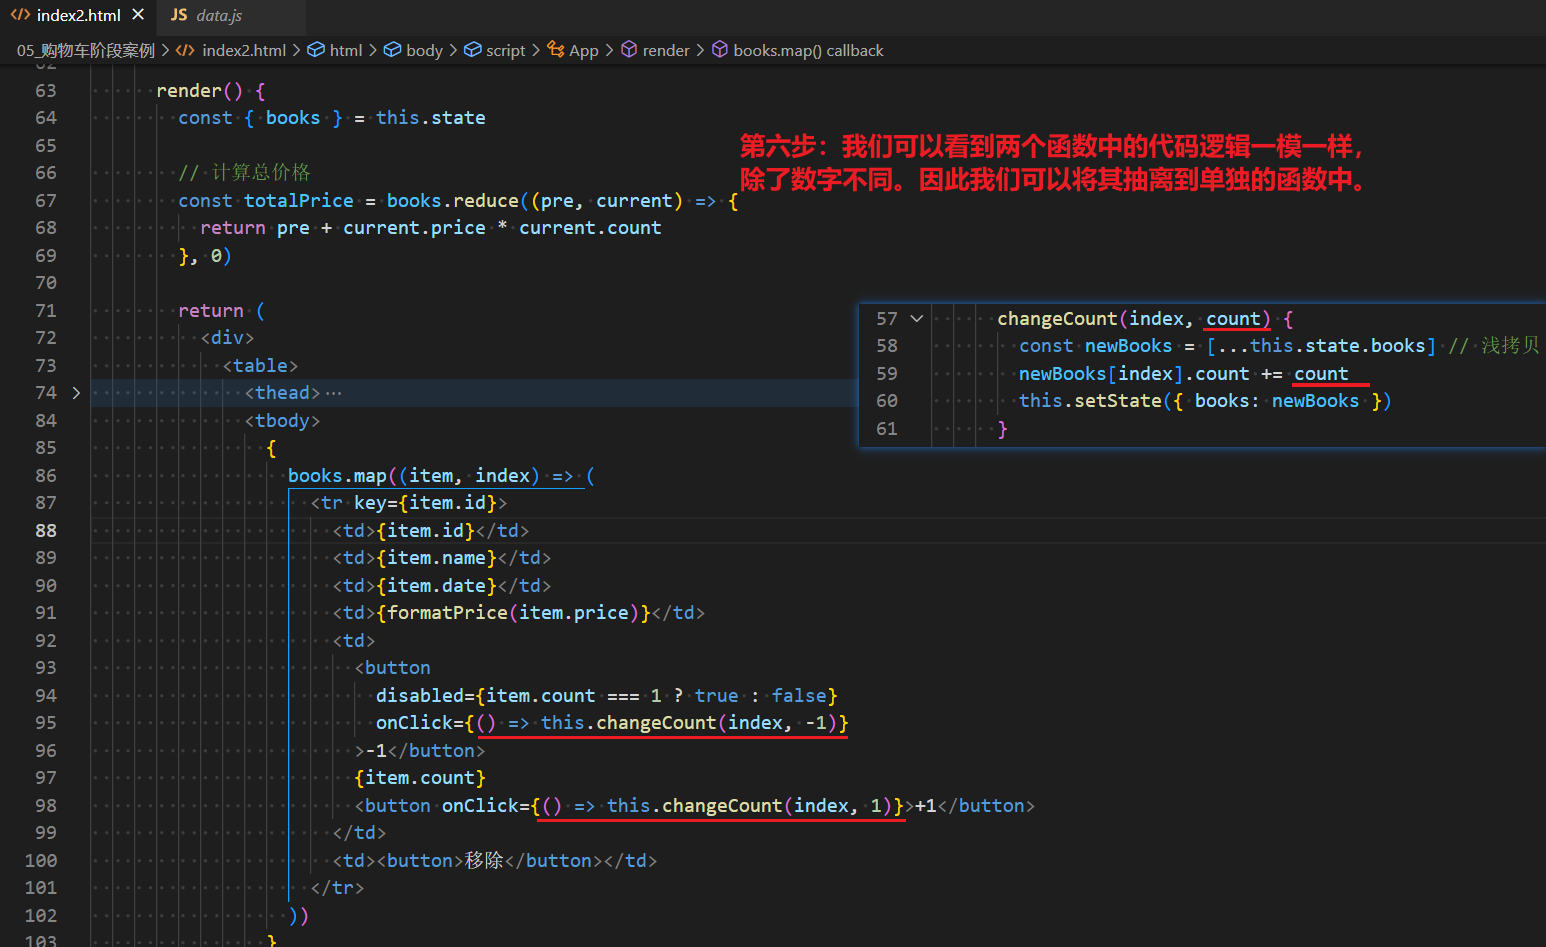 index2.html
JS data.js
05_购物车阶段案例 > index2.html > html > body > script > App > render > books.map() callback
62
63 render() {
64 const { books } = this.state
65
66 // 计算总价格
67 const totalPrice = books.reduce((pre, current) => {
68 return pre + current.price * current.count
69 }, 0)
70
71 return (
72 <div>
73 <table>
74 <thead>…
84 <tbody>
85 {
86 books.map((item, index) => (
87 <tr key={item.id}>
88 <td>{item.id}</td>
89 <td>{item.name}</td>
90 <td>{item.date}</td>
91 <td>{formatPrice(item.price)}</td>
92 <td>
93 <button
94 disabled={item.count === 1 ? true : false}
95 onClick={() => this.changeCount(index, -1)}
96 >-1</button>
97 {item.count}
98 <button onClick={() => this.changeCount(index, 1)}>+1</button>
99 </td>
100 <td><button>移除</button></td>
101 </tr>
102 ))
103 }
第六步：我们可以看到两个函数中的代码逻辑一模一样，
除了数字不同。因此我们可以将其抽离到单独的函数中。
57 changeCount(index, count) {
58 const newBooks = [...this.state.books] // 浅拷贝
59 newBooks[index].count += count
60 this.setState({ books: newBooks })
61 }